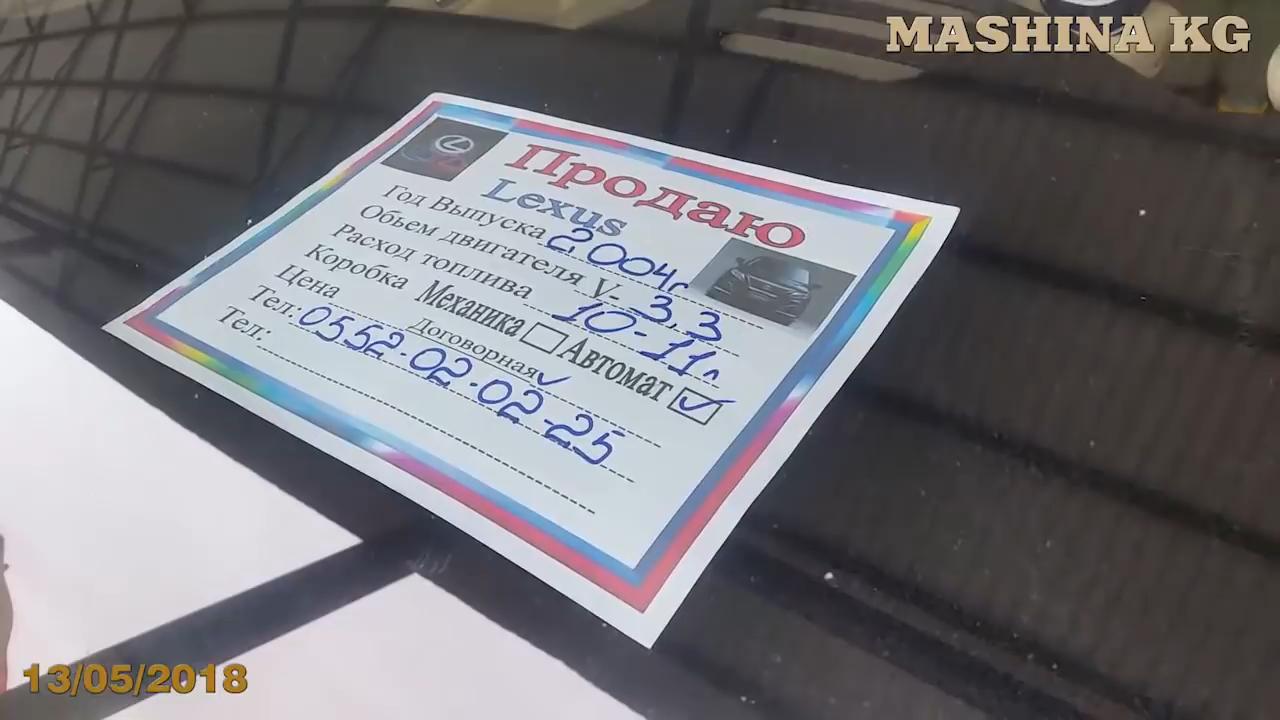 MASHINA KG
Продаю
Lexus
Год Выпуска 2004г
Обьем двигателя V- 3,3
Расход топлива 10-11л
Коробка Механика Автомат
Цена Договорная
Тел: 0552-02-02-25
Тел:
13/05/2018